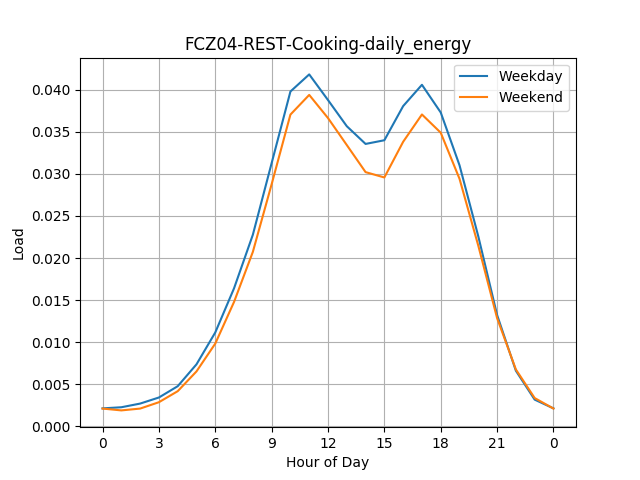 FCZ04-REST-Cooking-daily_energy
Weekday
Weekend
0.040
0.035
0.030
0.025
0.020
0.015
0.010
0.005
0.000
Load
0 3 6 9 12 15 18 21 0
Hour of Day